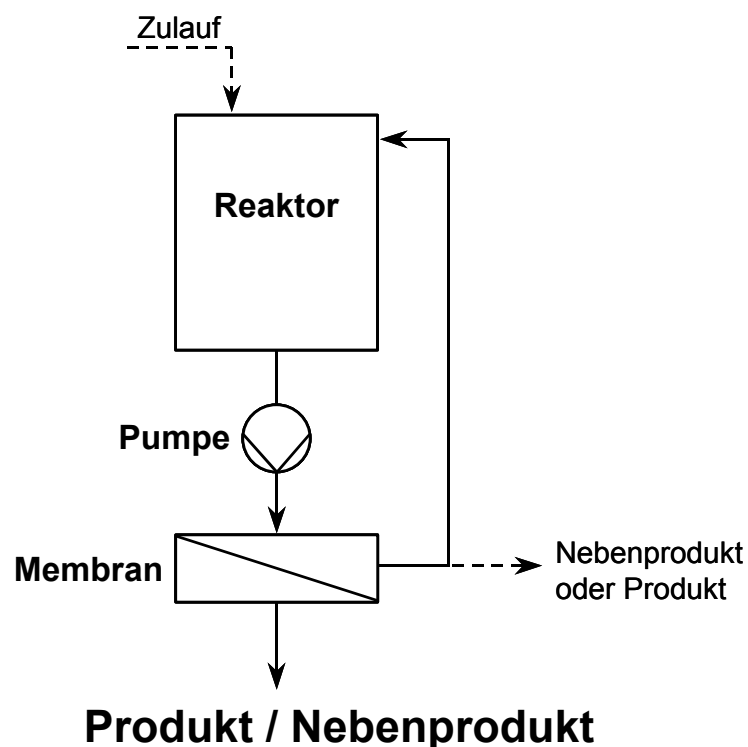 Zulauf
Reaktor
Pumpe
Membran
Nebenprodukt
oder Produkt
Produkt / Nebenprodukt